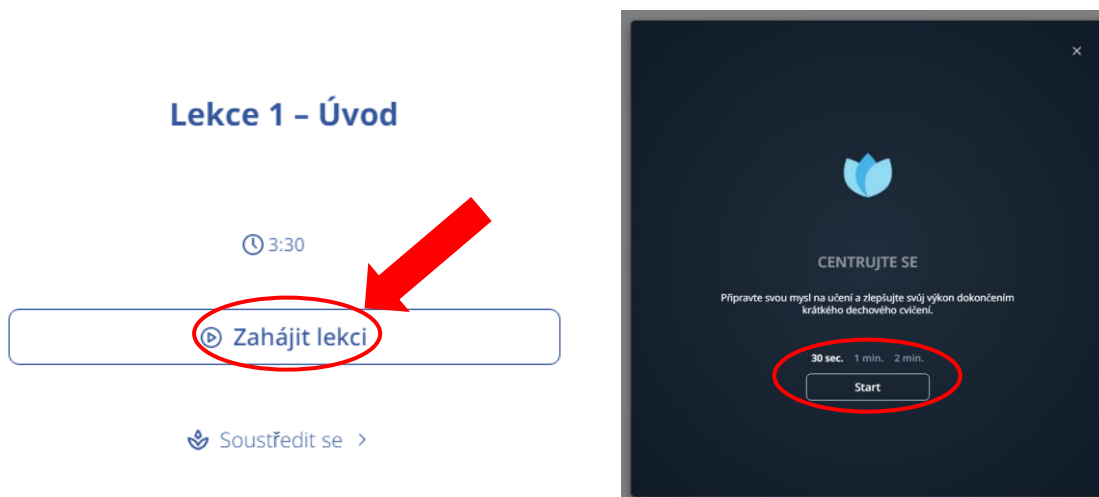 Lekce 1 – Úvod
3:30
Zahájit lekci
Soustředit se >
×
CENTRUJTE SE
Připravte svou mysl na učení a zlepšujte svůj výkon dokončením
krátkého dechového cvičení.
30 sec. 1 min. 2 min.
Start